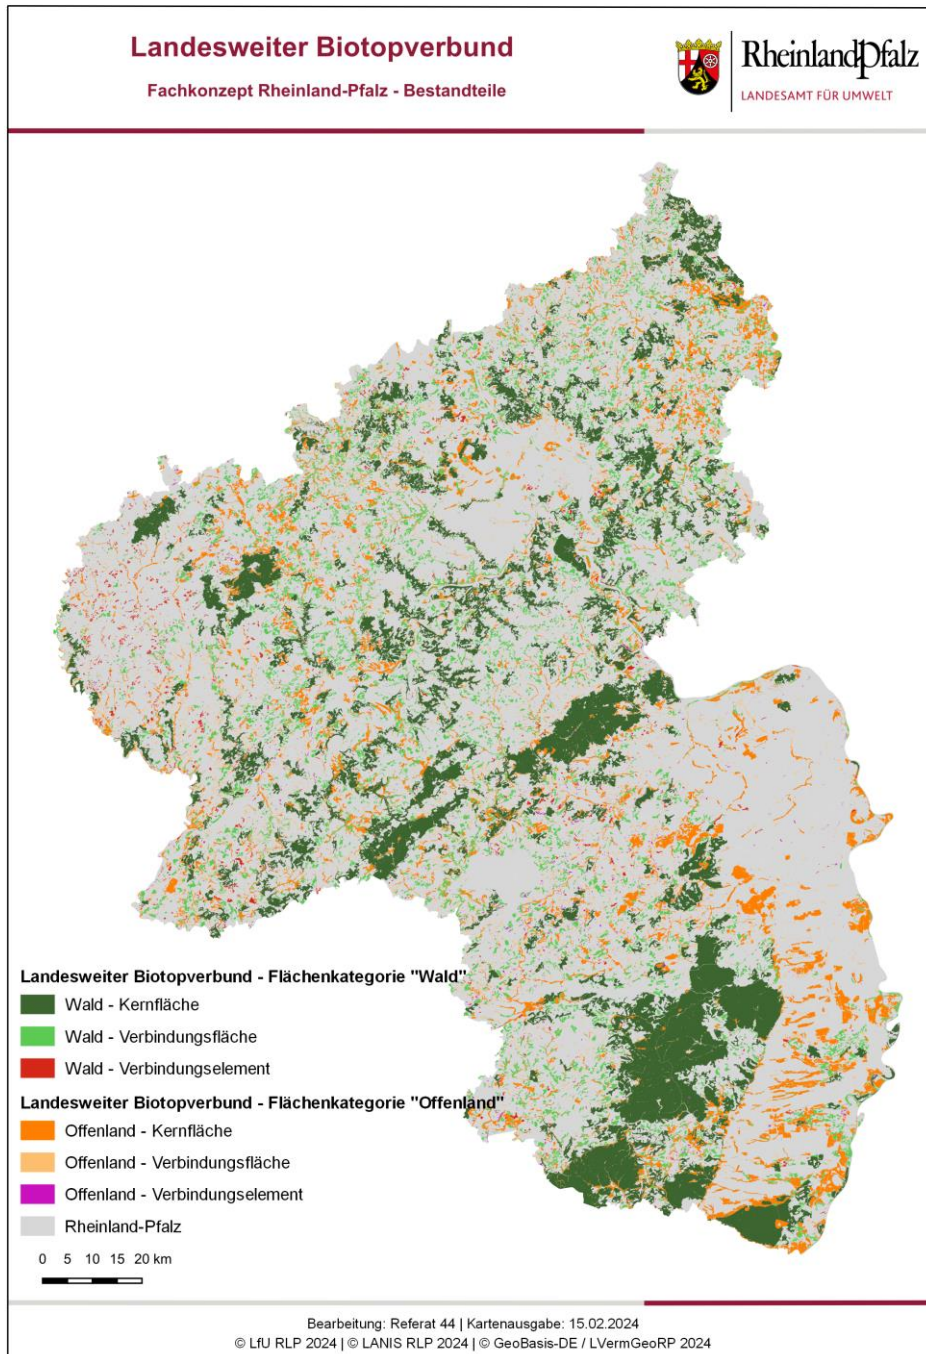 Landesweiter Biotopverbund
Fachkonzept Rheinland-Pfalz - Bestandteile
RheinlandPfalz
LANDESAMT FÜR UMWELT
Landesweiter Biotopverbund - Flächenkategorie "Wald"
Wald - Kernfläche
Wald - Verbindungsfläche
Wald - Verbindungselement
Landesweiter Biotopverbund - Flächenkategorie "Offenland"
Offenland - Kernfläche
Offenland - Verbindungsfläche
Offenland - Verbindungselement
Rheinland-Pfalz
0 5 10 15 20 km
Bearbeitung: Referat 44 | Kartenausgabe: 15.02.2024
© LfU RLP 2024 | © LANIS RLP 2024 | © GeoBasis-DE / LVermGeoRP 2024